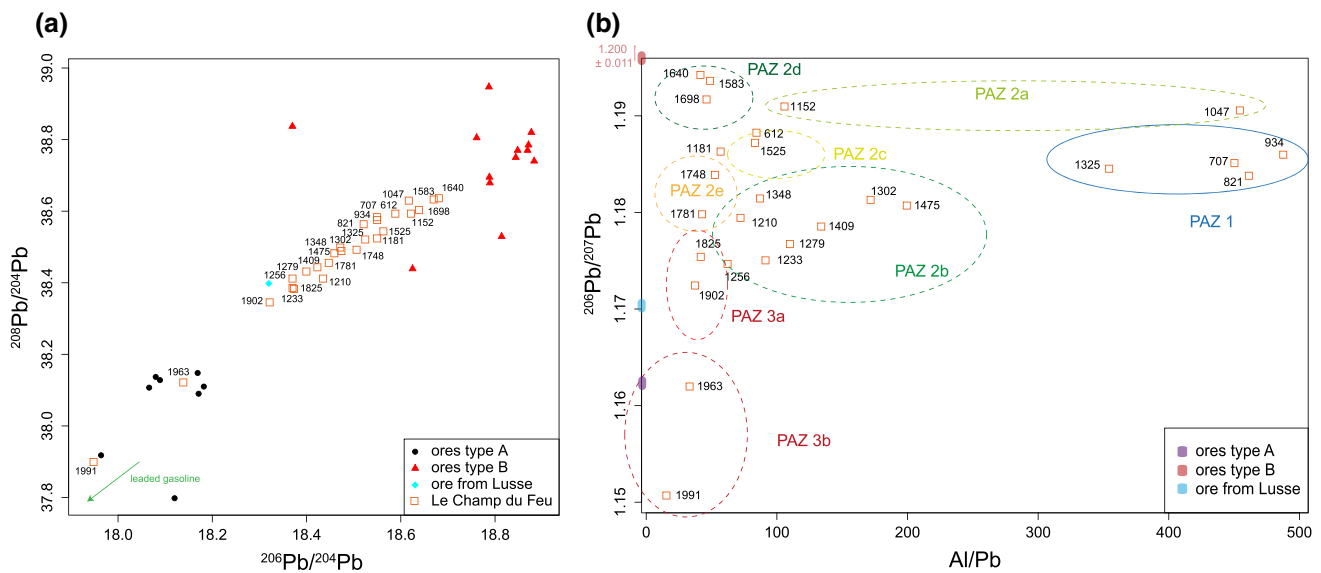 (a)
39.0
38.8
38.6
38.4
38.2
38.0
37.8
208Pb/204Pb
1047 1583 1640
707 612
934
821
1698
1152
1325
1302
1348
1525
1181
1475
1409
1748
1279
1781
1256
1210
1902
1233
1825
1963
1991
leaded gasoline
ores type A
ores type B
ore from Lusse
Le Champ du Feu
18.0 18.2 18.4 18.6 18.8
206Pb/204Pb
(b)
1.200
± 0.011
1.19
1.18
1.17
1.16
1.15
206Pb/207Pb
1640
1583
PAZ 2d
1698
1152
PAZ 2a
1047
612
1525
1181
PAZ 2c
934
707
1325
821
PAZ 1
1748
PAZ 2e
1348
1302
1475
1781
1210
1409
1825
1279
1256
1233
PAZ 2b
1902
PAZ 3a
1963
PAZ 3b
1991
ores type A
ores type B
ore from Lusse
0 100 200 300 400 500
Al/Pb